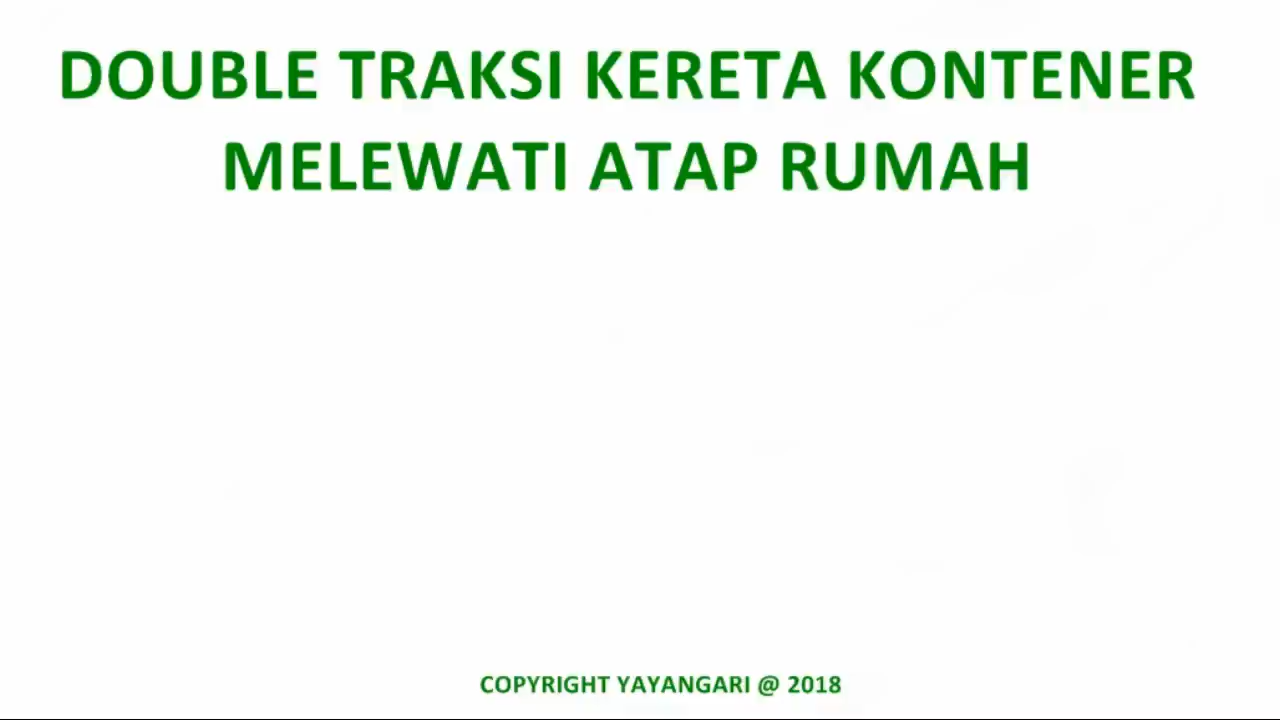 DOUBLE TRAKSI KERETA KONTENER
MELEWATI ATAP RUMAH
COPYRIGHT YAYANGARI @ 2018